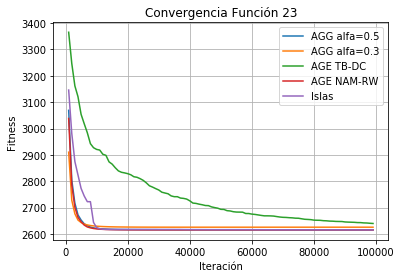 Convergencia Función 23
3400
3300
3200
3100
3000
2900
2800
2700
2600
Fitness
AGG alfa=0.5
AGG alfa=0.3
AGE TB-DC
AGE NAM-RW
Islas
0
20000
40000
60000
80000
100000
Iteración